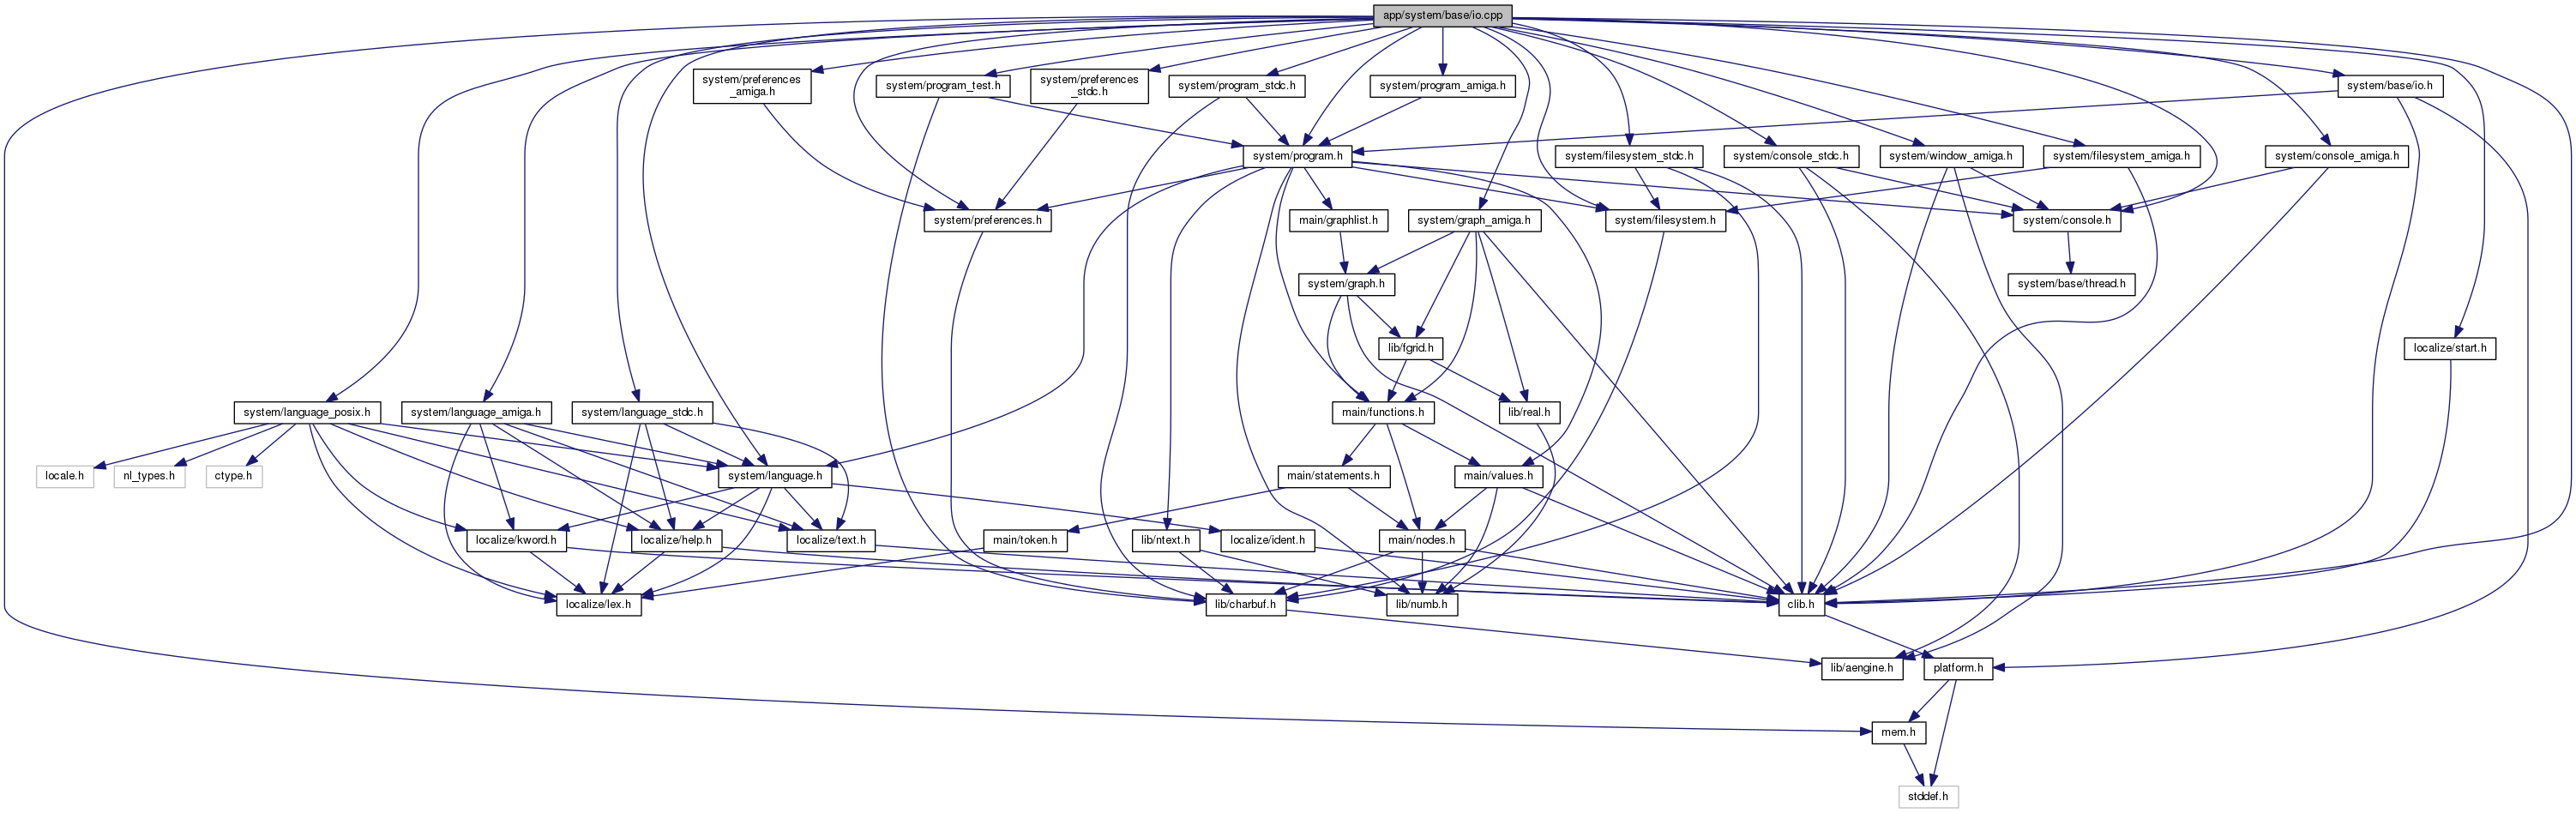 app/system/base/io.cpp
system/preferences
_amiga.h
system/program_test.h
system/preferences
_stdc.h
system/program_stdc.h
system/program_amiga.h
system/base/io.h
system/program.h
system/filesystem_stdc.h
system/console_stdc.h
system/window_amiga.h
system/filesystem_amiga.h
system/console_amiga.h
system/preferences.h
main/graphlist.h
system/graph_amiga.h
system/filesystem.h
system/console.h
system/graph.h
system/base/thread.h
lib/fgrid.h
localize/start.h
system/language_posix.h
system/language_amiga.h
system/language_stdc.h
main/functions.h
lib/real.h
locale.h
nl_types.h
ctype.h
system/language.h
main/statements.h
main/values.h
localize/kword.h
localize/help.h
localize/text.h
main/token.h
lib/ntext.h
localize/ident.h
main/nodes.h
localize/lex.h
lib/charbuf.h
lib/numb.h
clib.h
lib/aengine.h
platform.h
mem.h
stddef.h